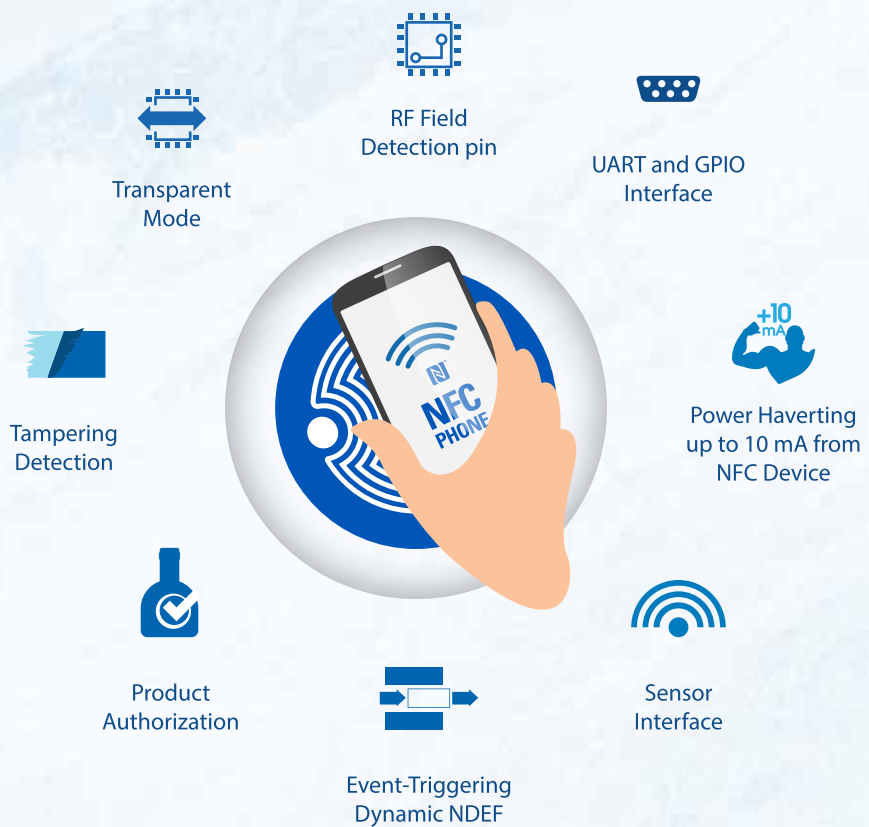 RF Field
Detection pin
UART and GPIO
Interface
Transparent
Mode
+10
mA
Power Haverting
up to 10 mA from
NFC Device
NFC
PHONE
Tampering
Detection
Product
Authorization
Sensor
Interface
Event-Triggering
Dynamic NDEF